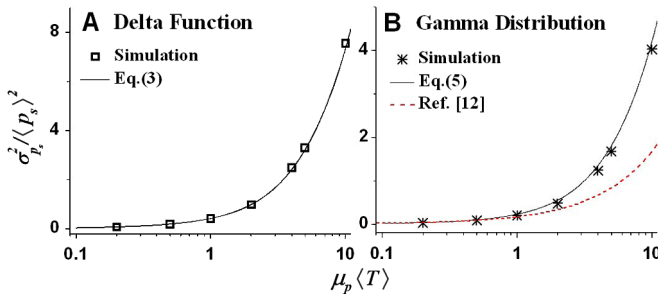 A Delta Function
8
Simulation
Eq.(3)
4
0
0.1 1 10
σ²ₚₛ/⟨pₛ⟩²
B Gamma Distribution
4
Simulation
Eq.(5)
Ref. [12]
2
0
0.1 1 10
μₚ⟨T⟩